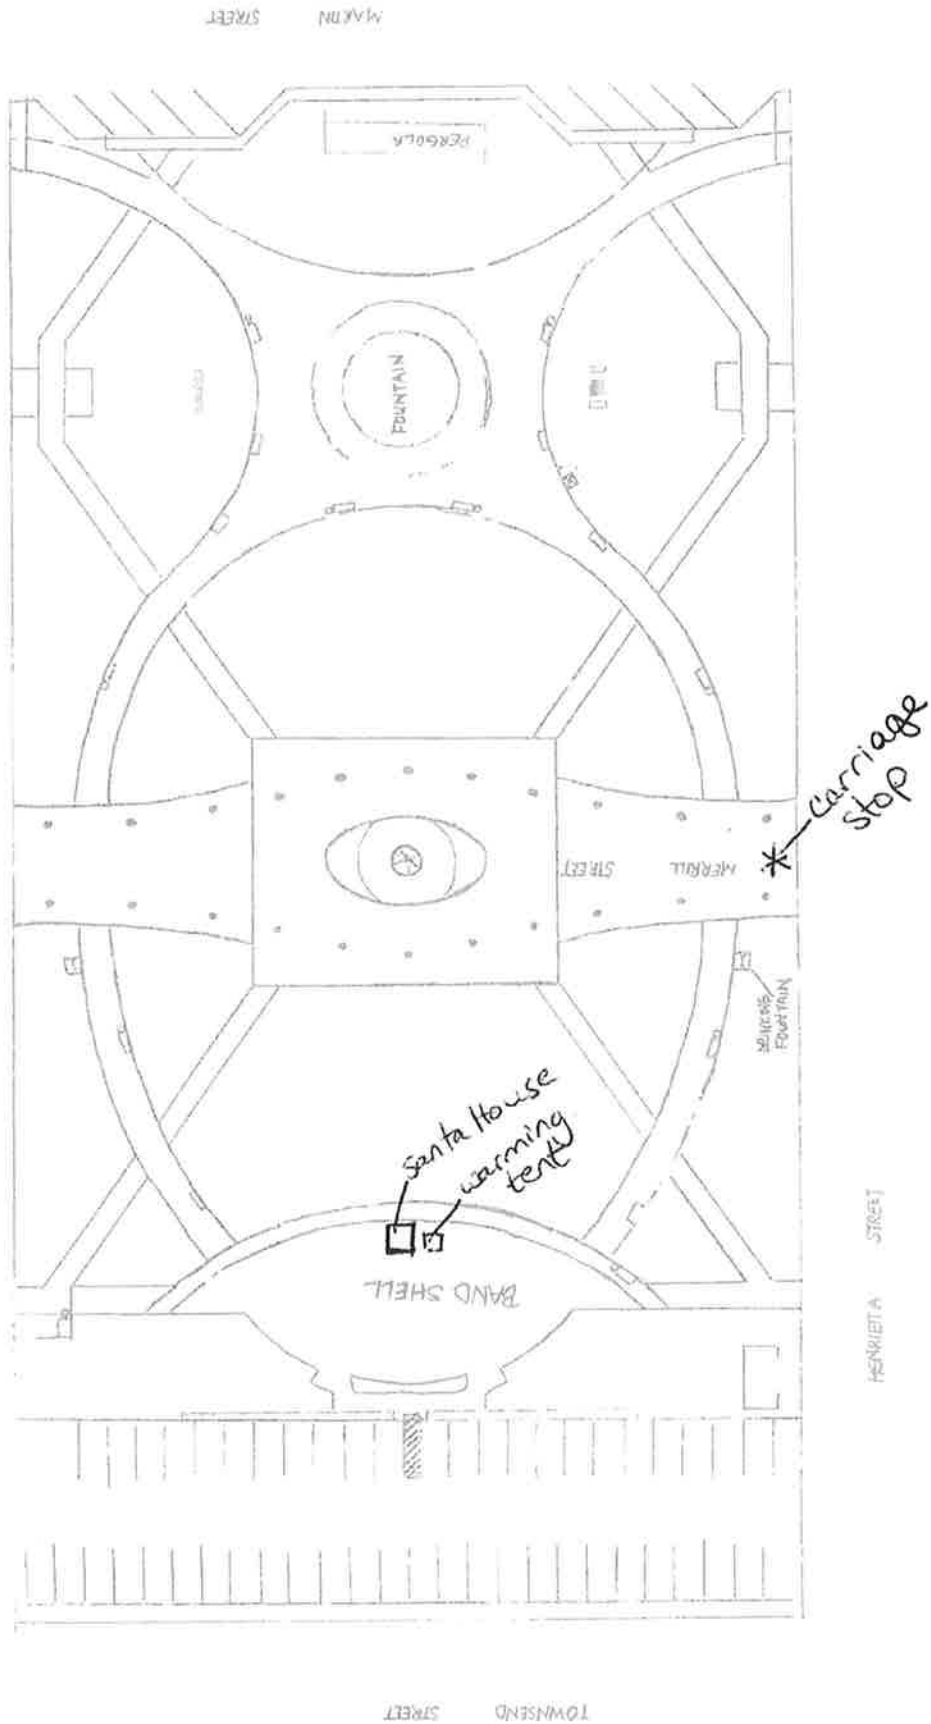 MARTIN STREET
PERGOLA
FOUNTAIN
Carriage
stop
MERRILL STREET
DRINKING
FOUNTAIN
Santa House
warming
tent
BAND SHELL
HENRIETTA STREET
TOWNSEND STREET